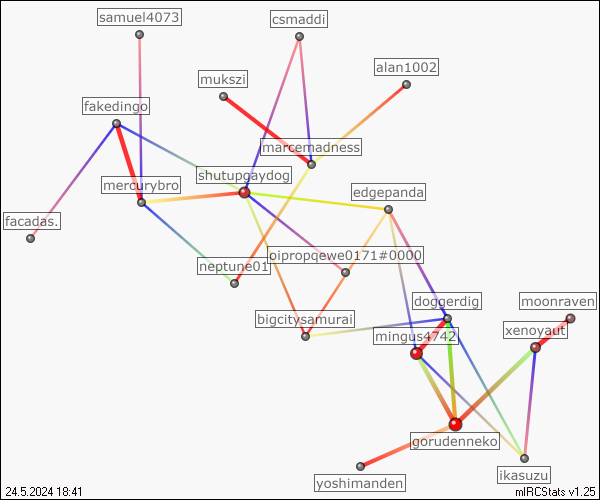 samuel4073
csmaddi
alan1002
mukszi
fakedingo
marcemadness
shutupgaydog
mercurybro
edgepanda
facadas.
oipropqewe0171#0000
neptune01
doggerdig
moonraven
bigcitysamurai
mingus4742
xenoyaut
gorudenneko
ikasuzu
yoshimanden
24.5.2024 18:41
mIRCStats v1.25